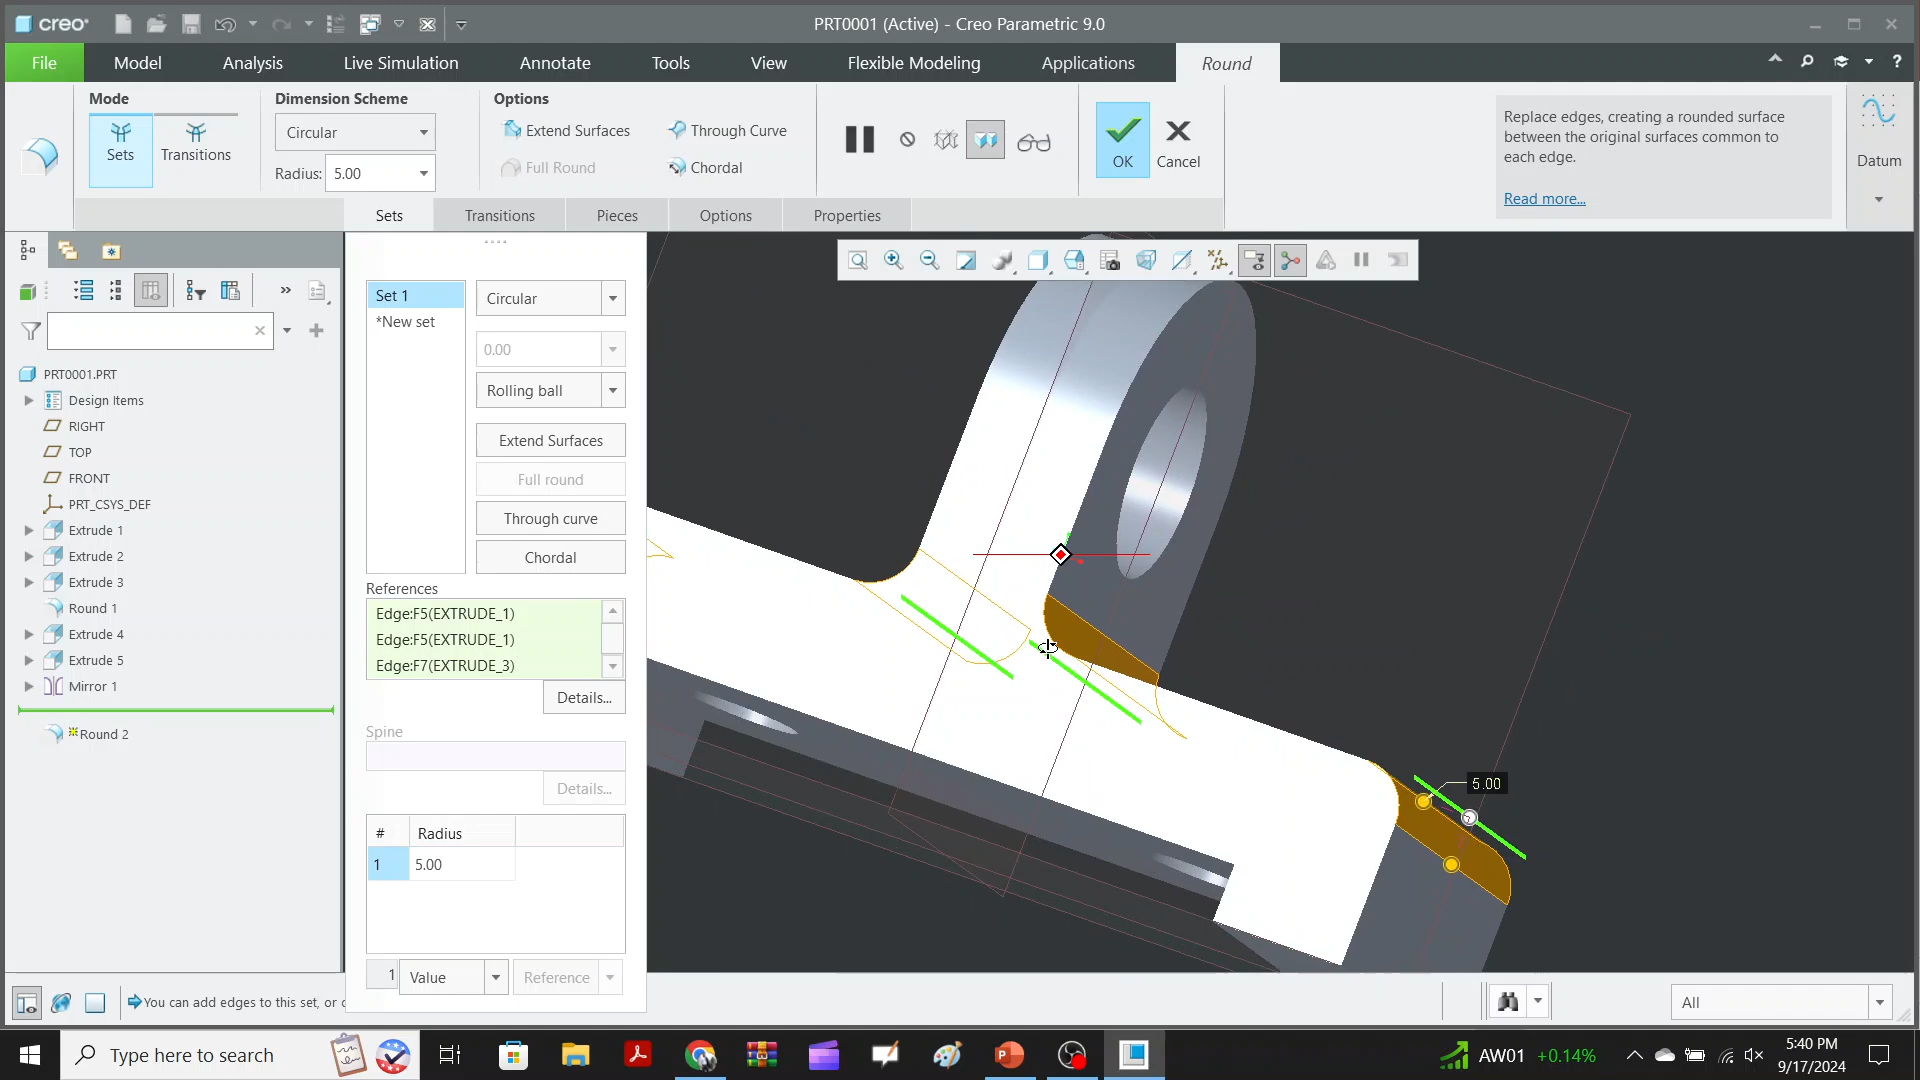 creo
PRT0001 (Active) - Creo Parametric 9.0
File
Model
Analysis
Live Simulation
Annotate
Tools
View
Flexible Modeling
Applications
Round
Mode
Sets
Transitions
Dimension Scheme
Circular
Radius: 5.00
Options
Extend Surfaces
Through Curve
Full Round
Chordal
OK
Cancel
Replace edges, creating a rounded surface
between the original surfaces common to
each edge.
Read more...
Datum
Sets
Transitions
Pieces
Options
Properties
PRT0001.PRT
Design Items
RIGHT
TOP
FRONT
PRT_CSYS_DEF
Extrude 1
Extrude 2
Extrude 3
Round 1
Extrude 4
Extrude 5
Mirror 1
Round 2
Set 1
*New set
Circular
0.00
Rolling ball
Extend Surfaces
Full round
Through curve
Chordal
References
Edge:F5(EXTRUDE_1)
Edge:F5(EXTRUDE_1)
Edge:F7(EXTRUDE_3)
Details...
Spine
Details...
# Radius
1 5.00
1 Value Reference
5.00
You can add edges to this set, or
All
Type here to search
AW01 +0.14%
5:40 PM
9/17/2024